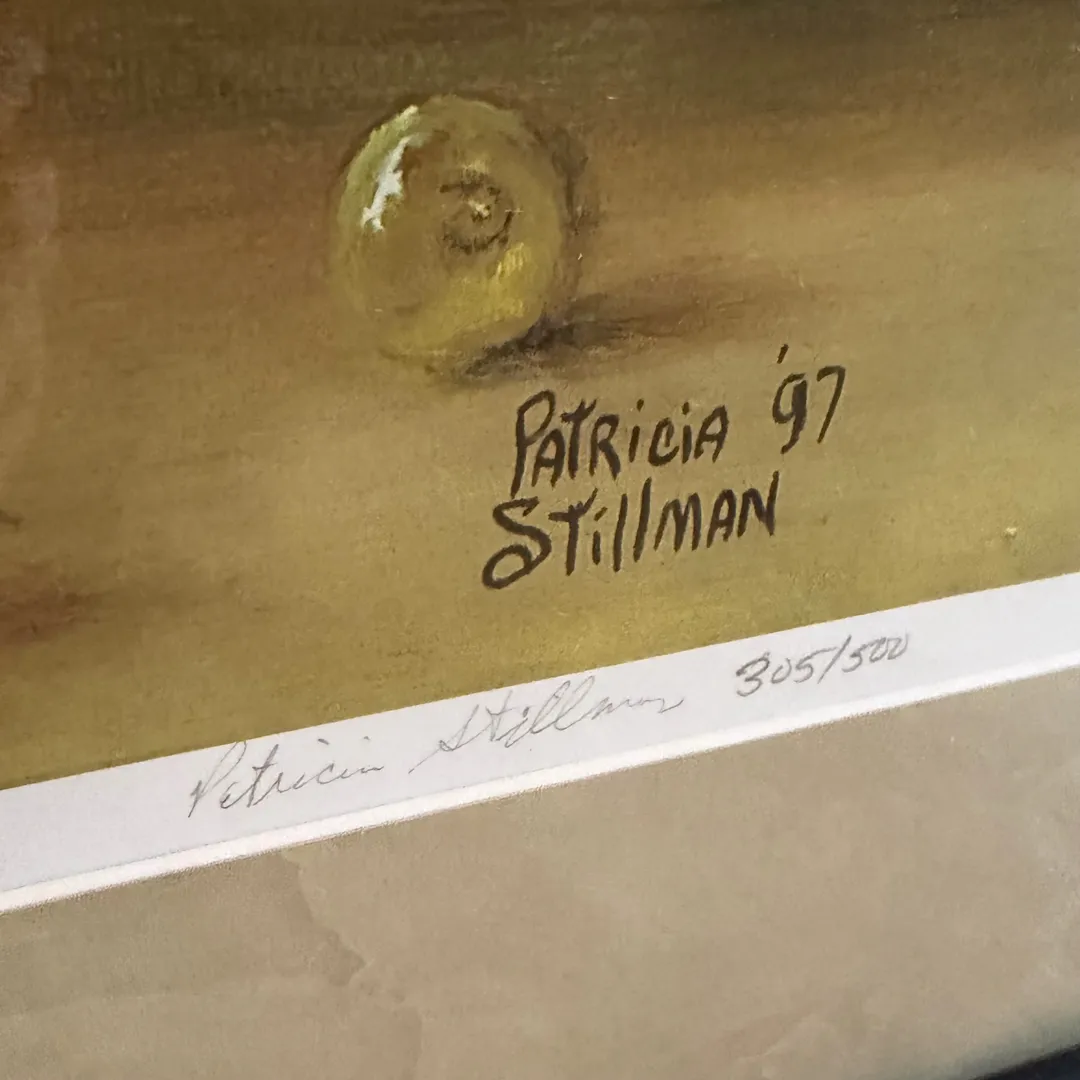 Patricia '97
Stillman
Patricia Stillman 305/500